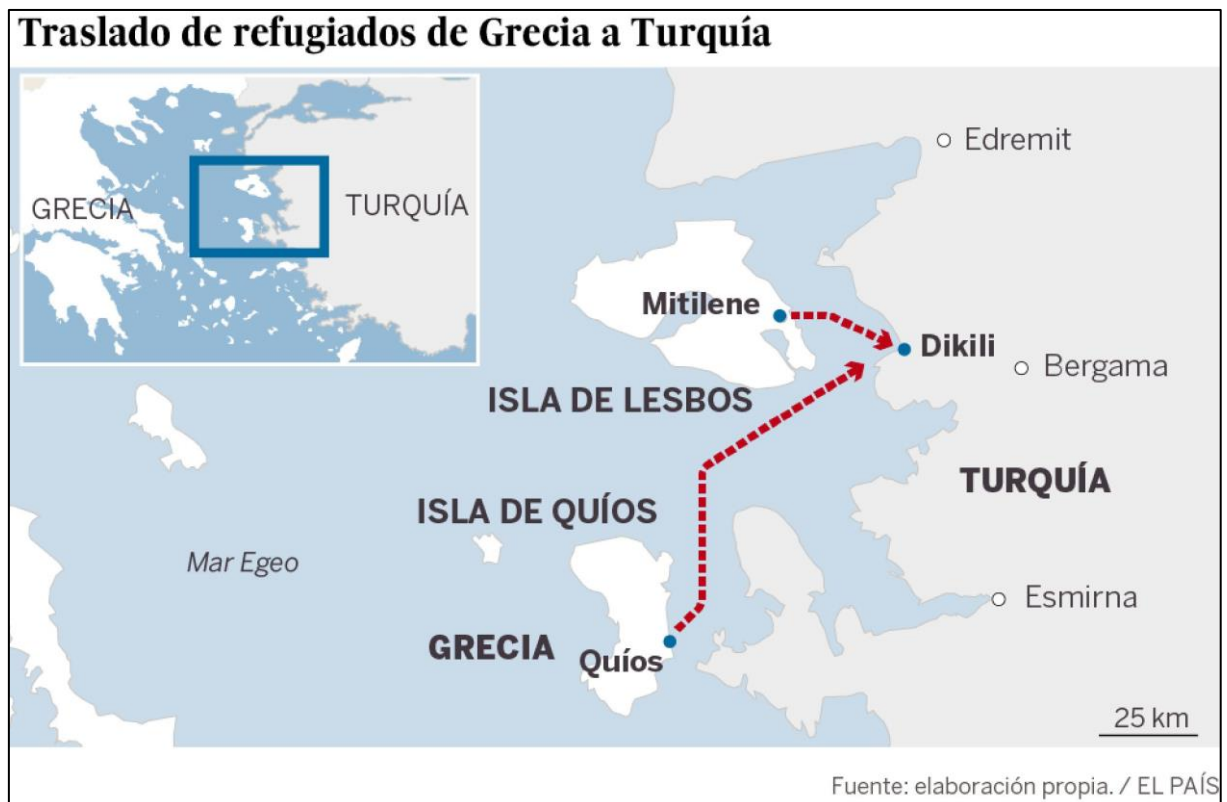 Traslado de refugiados de Grecia a Turquía
GRECIA
TURQUÍA
Edremit
Mitilene
Dikili
Bergama
ISLA DE LESBOS
TURQUÍA
ISLA DE QUÍOS
Mar Egeo
Esmirna
GRECIA
Quíos
25 km
Fuente: elaboración propia. / EL PAÍS